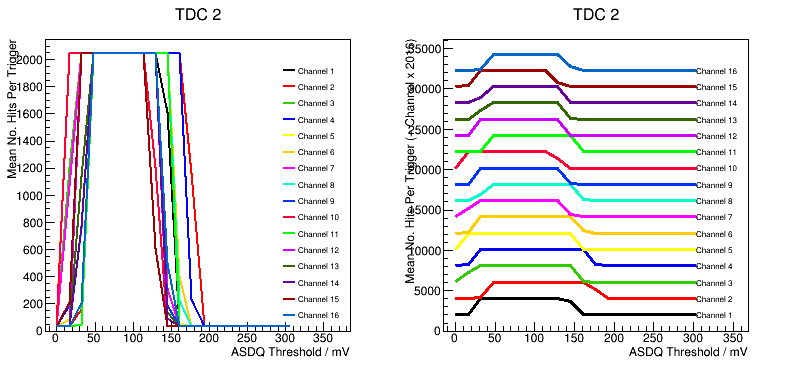 TDC 2
Mean No. Hits Per Trigger
2000
1800
1600
1400
1200
1000
800
600
400
200
0
Channel 1
Channel 2
Channel 3
Channel 4
Channel 5
Channel 6
Channel 7
Channel 8
Channel 9
Channel 10
Channel 11
Channel 12
Channel 13
Channel 14
Channel 15
Channel 16
0 50 100 150 200 250 300 350
ASDQ Threshold / mV
TDC 2
Mean No. Hits Per Trigger (+ Channel x 2016)
35000
30000
25000
20000
15000
10000
5000
0
Channel 16
Channel 15
Channel 14
Channel 13
Channel 12
Channel 11
Channel 10
Channel 9
Channel 8
Channel 7
Channel 6
Channel 5
Channel 4
Channel 3
Channel 2
Channel 1
0 50 100 150 200 250 300 350
ASDQ Threshold / mV